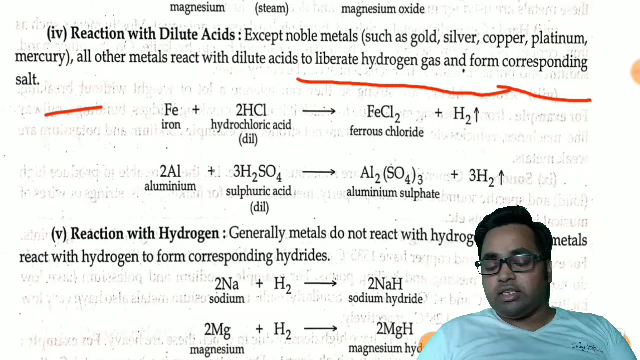 magnesium (steam) magnesium oxide
(iv) Reaction with Dilute Acids : Except noble metals (such as gold, silver, copper, platinum,
mercury), all other metals react with dilute acids to liberate hydrogen gas and form corresponding
salt.
Fe + 2HCl ⟶ FeCl₂ + H₂↑
iron hydrochloric acid ferrous chloride
(dil)
2Al + 3H₂SO₄ ⟶ Al₂(SO₄)₃ + 3H₂↑
aluminium sulphuric acid aluminium sulphate
(dil)
(v) Reaction with Hydrogen : Generally metals do not react with metals
react with hydrogen to form corresponding hydrides.
2Na + H₂ ⟶ 2NaH
sodium sodium hydride
2Mg + H₂ ⟶ 2MgH
magnesium magnesium